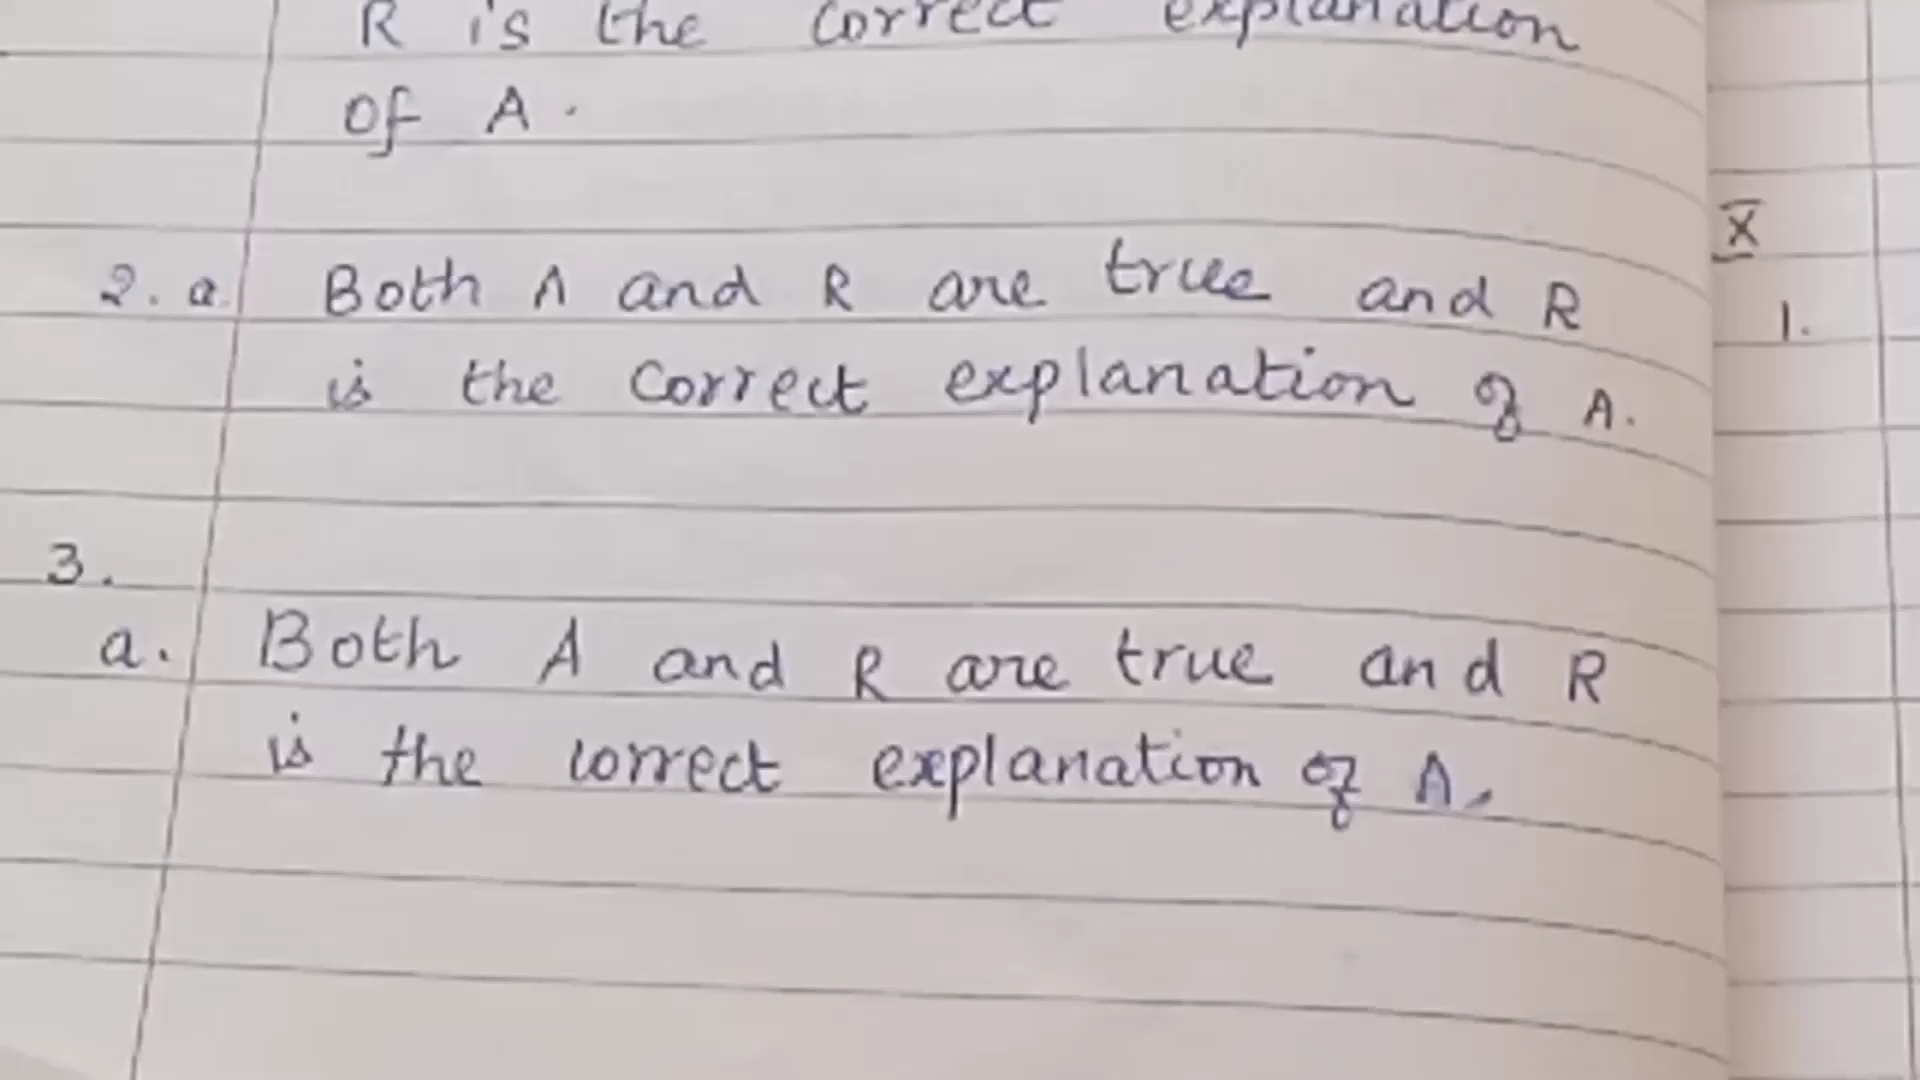 R is the correct explanation
of A.
2. a. Both A and R are true and R
is the correct explanation of A.
3.
a. Both A and R are true and R
is the correct explanation of A.
X
1.